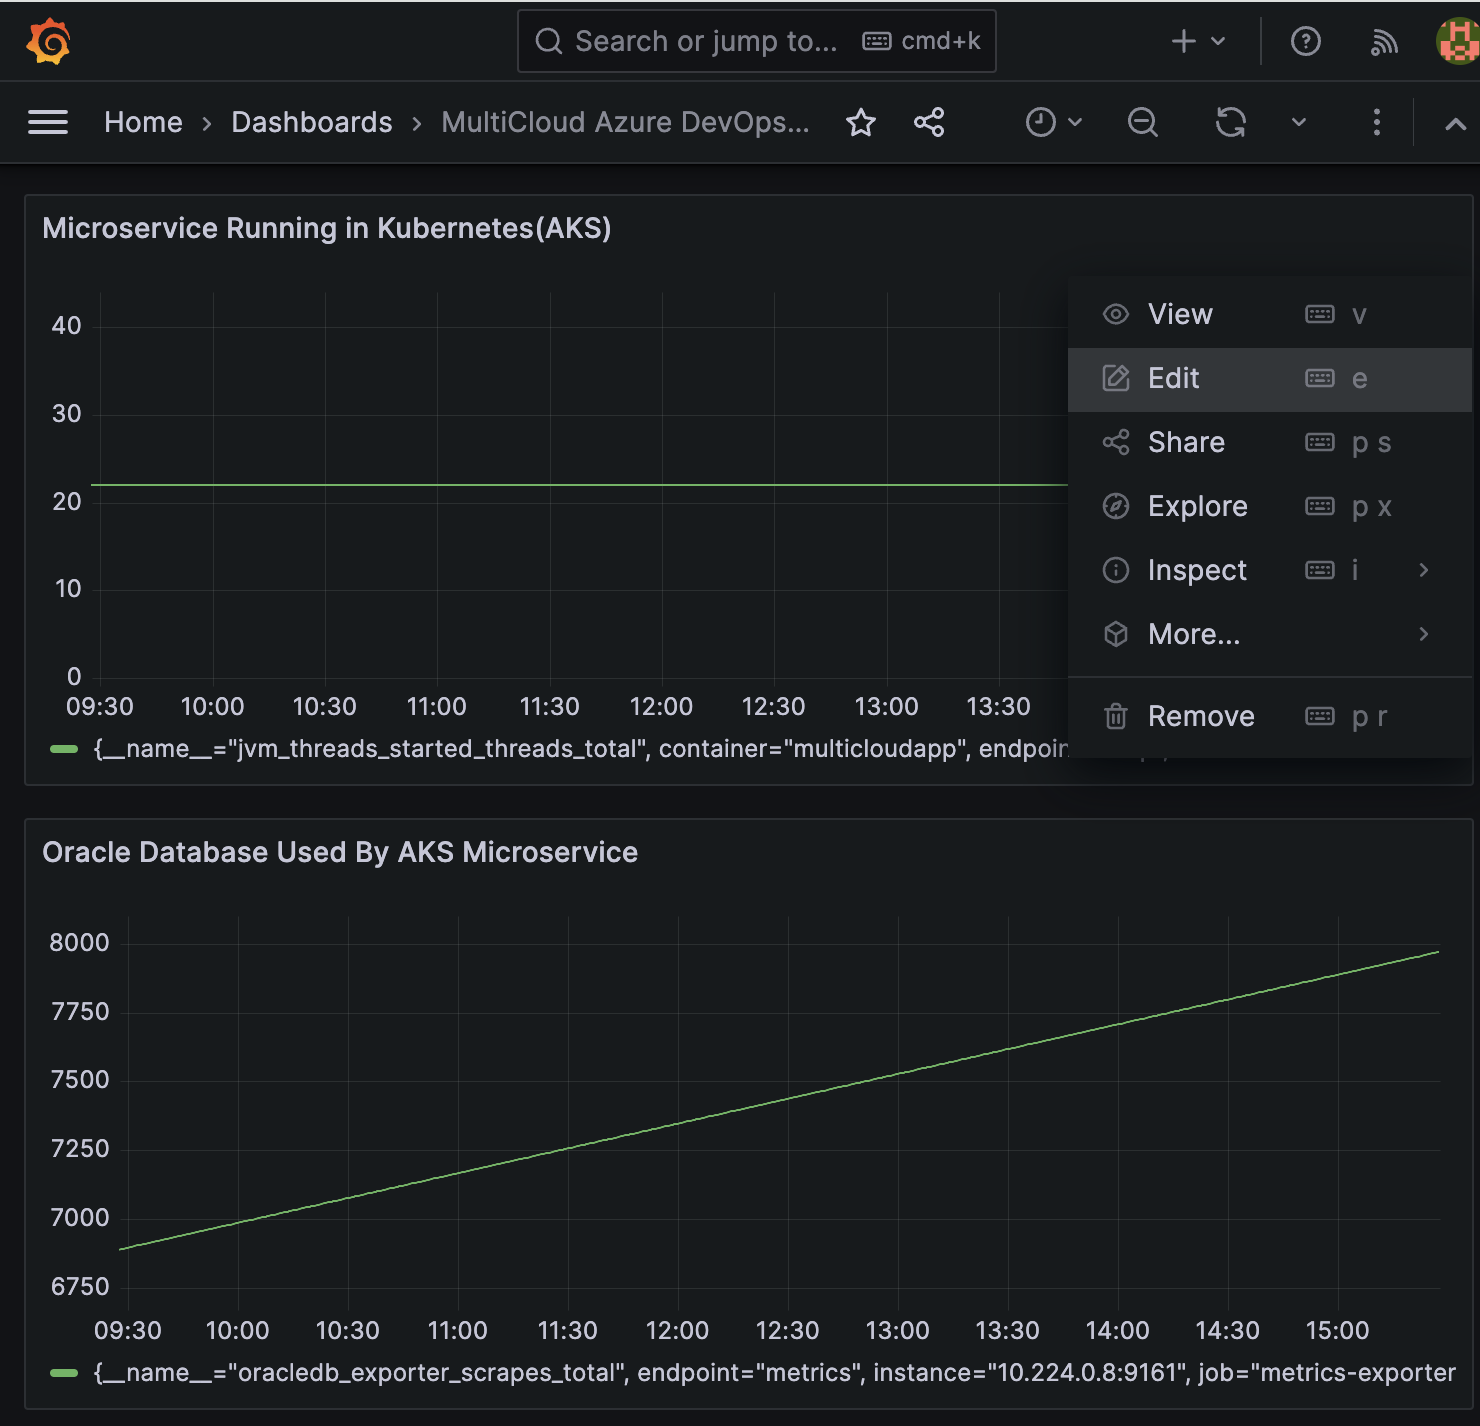 Search or jump to... cmd+k
Home > Dashboards > MultiCloud Azure DevOps...
Microservice Running in Kubernetes(AKS)
40
30
20
10
0
09:30 10:00 10:30 11:00 11:30 12:00 12:30 13:00 13:30
{__name__="jvm_threads_started_threads_total", container="multicloudapp",
View v
Edit e
Share p s
Explore p x
Inspect i
More...
Remove p r
Oracle Database Used By AKS Microservice
8000
7750
7500
7250
7000
6750
09:30 10:00 10:30 11:00 11:30 12:00 12:30 13:00 13:30 14:00 14:30 15:00
{__name__="oracledb_exporter_scrapes_total", endpoint="metrics", instance="10.224.0.8:9161", job="metrics-exporter